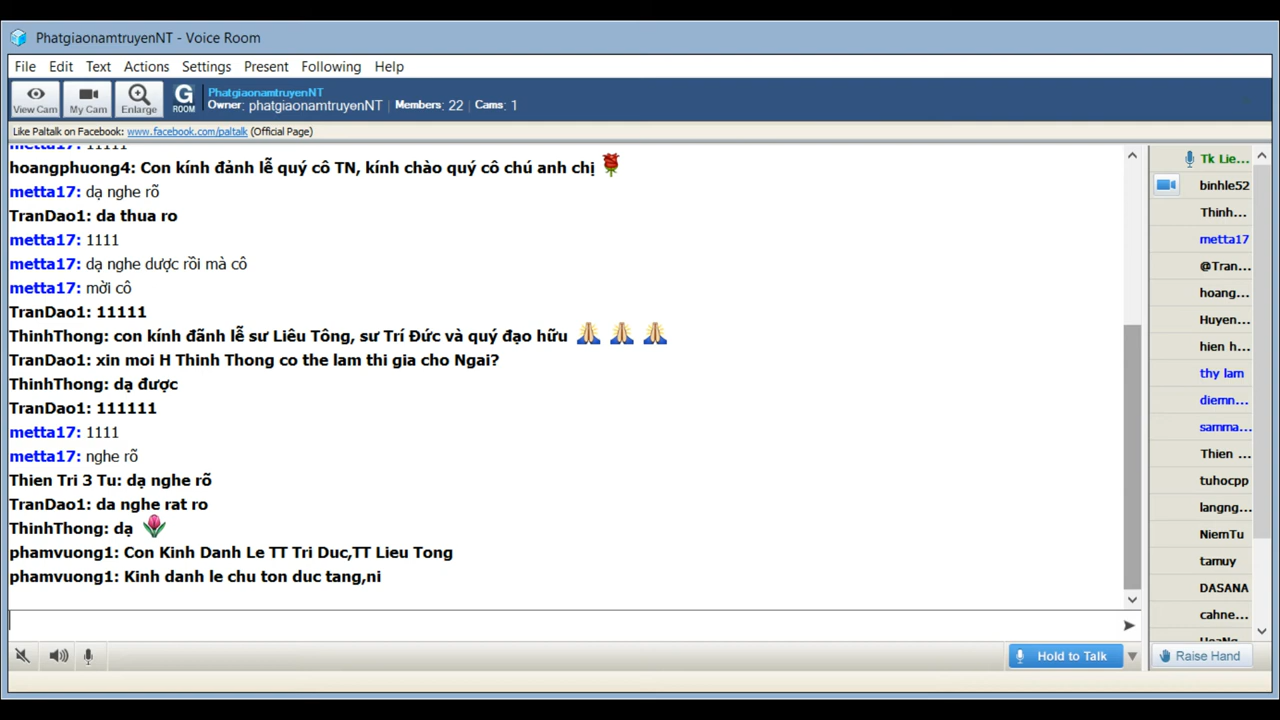 PhatgiaonamtruyenNT - Voice Room
File Edit Text Actions Settings Present Following Help
View Cam My Cam Enlarge G ROOM PhatgiaonamtruyenNT
Owner: phatgiaonamtruyenNT Members: 22 Cams: 1
Like Paltalk on Facebook: www.facebook.com/paltalk (Official Page)
metta17: 11111
hoangphuong4: Con kính đảnh lễ quý cô TN, kính chào quý cô chú anh chị
metta17: dạ nghe rõ
TranDao1: da thua ro
metta17: 1111
metta17: dạ nghe dược rồi mà cô
metta17: mời cô
TranDao1: 11111
ThinhThong: con kính đãnh lễ sư Liêu Tông, sư Trí Đức và quý đạo hữu
TranDao1: xin moi H Thinh Thong co the lam thi gia cho Ngai?
ThinhThong: dạ được
TranDao1: 111111
metta17: 1111
metta17: nghe rõ
Thien Tri 3 Tu: dạ nghe rõ
TranDao1: da nghe rat ro
ThinhThong: dạ
phamvuong1: Con Kinh Danh Le TT Tri Duc,TT Lieu Tong
phamvuong1: Kinh danh le chu ton duc tang,ni
Tk Lie...
binhle52
Thinh...
metta17
@Tran...
hoang...
Huyen...
hien h...
thy lam
diemn...
samma...
Thien ...
tuhocpp
langng...
NiemTu
tamuy
DASANA
cahne...
Hold to Talk
Raise Hand